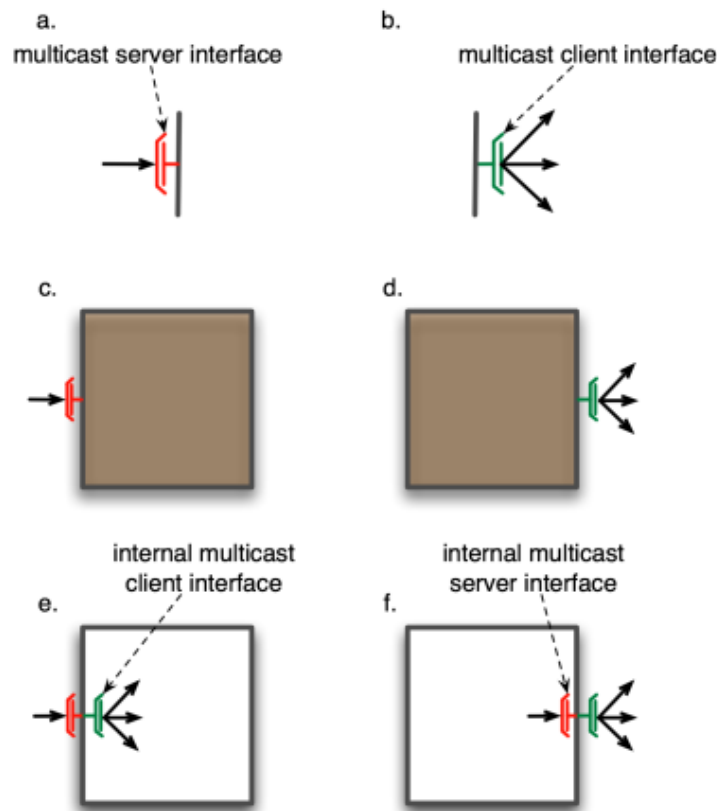 a.
multicast server interface
b.
multicast client interface
c.
d.
internal multicast
client interface
e.
internal multicast
server interface
f.